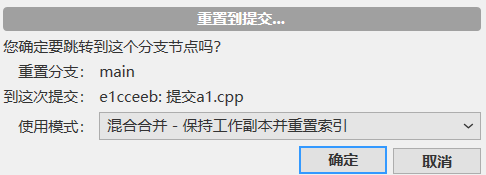 重置到提交...
您确定要跳转到这个分支节点吗？
重置分支： main
到这次提交： e1cceeb: 提交a1.cpp
使用模式： 混合合并 - 保持工作副本并重置索引
确定 取消